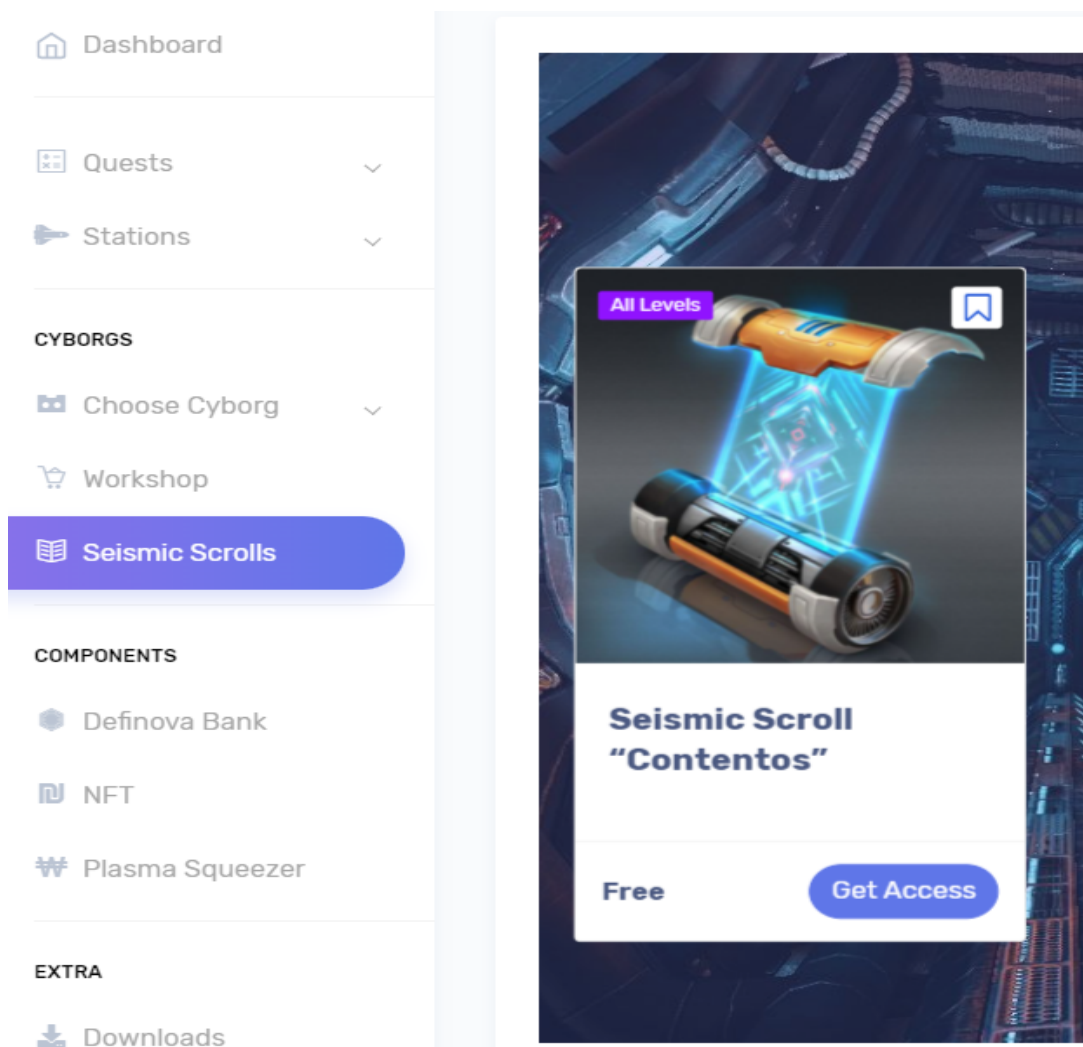 Dashboard
Quests
Stations
CYBORGS
Choose Cyborg
Workshop
Seismic Scrolls
COMPONENTS
Definova Bank
NFT
Plasma Squeezer
EXTRA
Downloads
All Levels
Seismic Scroll
“Contentos”
Free
Get Access